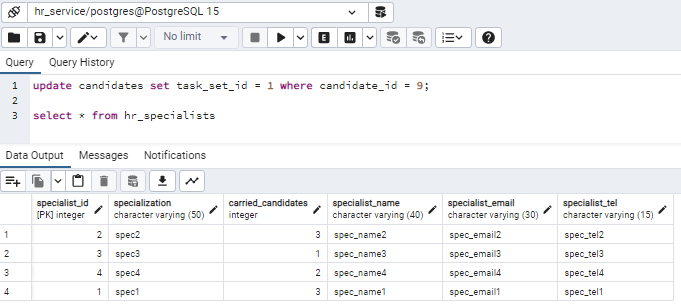 hr_service/postgres@PostgreSQL 15
No limit
E
Query Query History
1 update candidates set task_set_id = 1 where candidate_id = 9;
2
3 select * from hr_specialists
Data Output Messages Notifications
specialist_id specialization carried_candidates specialist_name specialist_email specialist_tel
[PK] integer character varying (50) integer character varying (40) character varying (30) character varying (15)
1 2 spec2 3 spec_name2 spec_email2 spec_tel2
2 3 spec3 1 spec_name3 spec_email3 spec_tel3
3 4 spec4 2 spec_name4 spec_email4 spec_tel4
4 1 spec1 3 spec_name1 spec_email1 spec_tel1